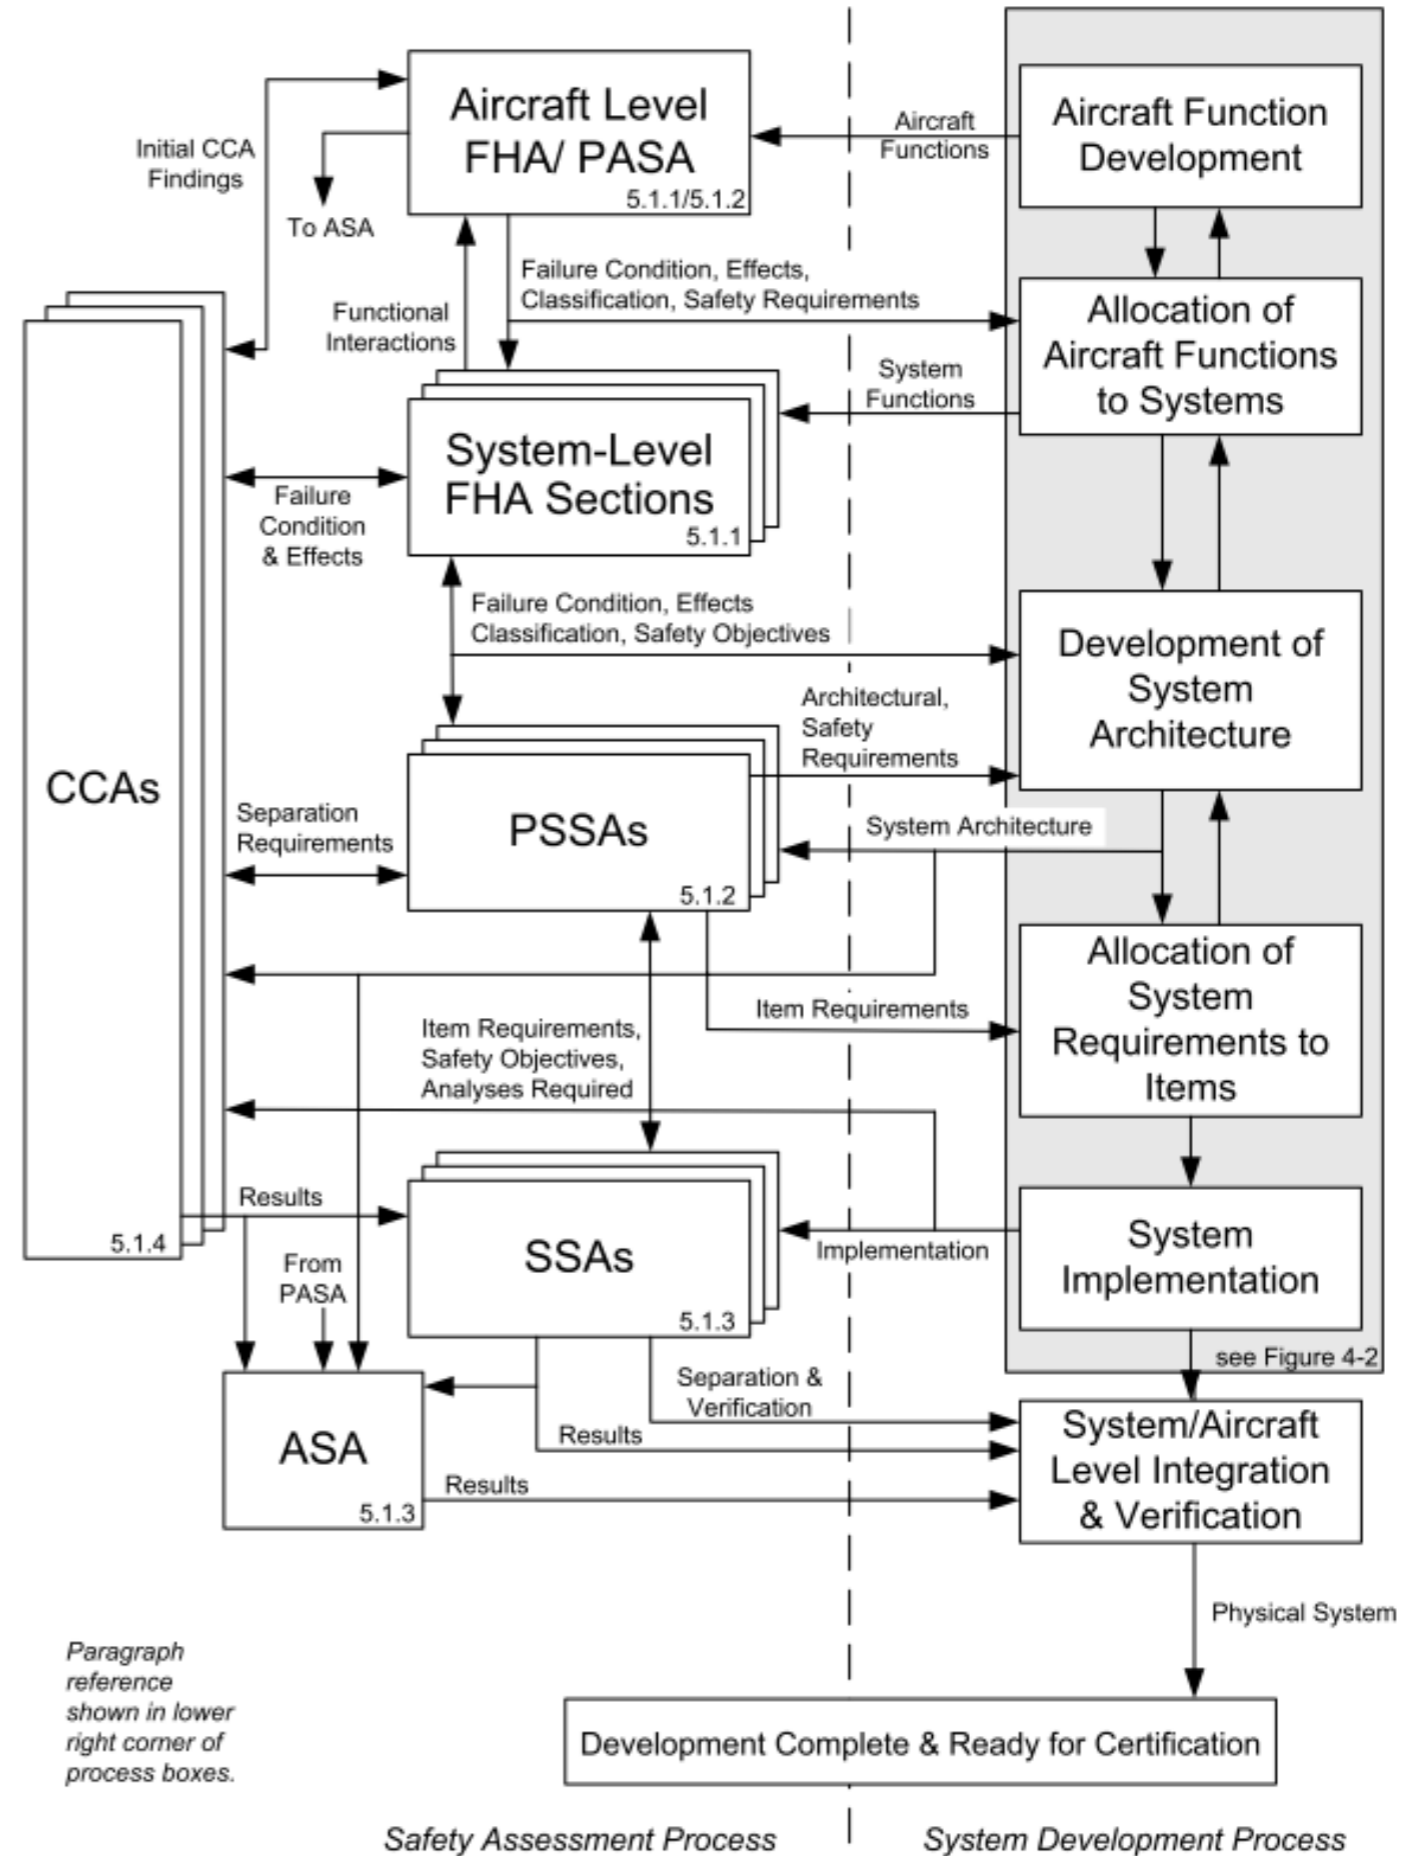 Aircraft Level
FHA/ PASA
5.1.1/5.1.2
Aircraft
Functions
Aircraft Function
Development
Initial CCA
Findings
To ASA
Failure Condition, Effects,
Classification, Safety Requirements
Functional
Interactions
Allocation of
Aircraft Functions
to Systems
System
Functions
System-Level
FHA Sections
5.1.1
Failure
Condition
& Effects
Failure Condition, Effects
Classification, Safety Objectives
Development of
System
Architecture
Architectural,
Safety
Requirements
CCAs
5.1.4
Separation
Requirements
PSSAs
5.1.2
System Architecture
Allocation of
System
Requirements to
Items
Item Requirements
Item Requirements,
Safety Objectives,
Analyses Required
Results
From
PASA
SSAs
5.1.3
Implementation
System
Implementation
see Figure 4-2
Separation &
Verification
Results
ASA
5.1.3
Results
System/Aircraft
Level Integration
& Verification
Physical System
Paragraph
reference
shown in lower
right corner of
process boxes.
Development Complete & Ready for Certification
Safety Assessment Process
System Development Process